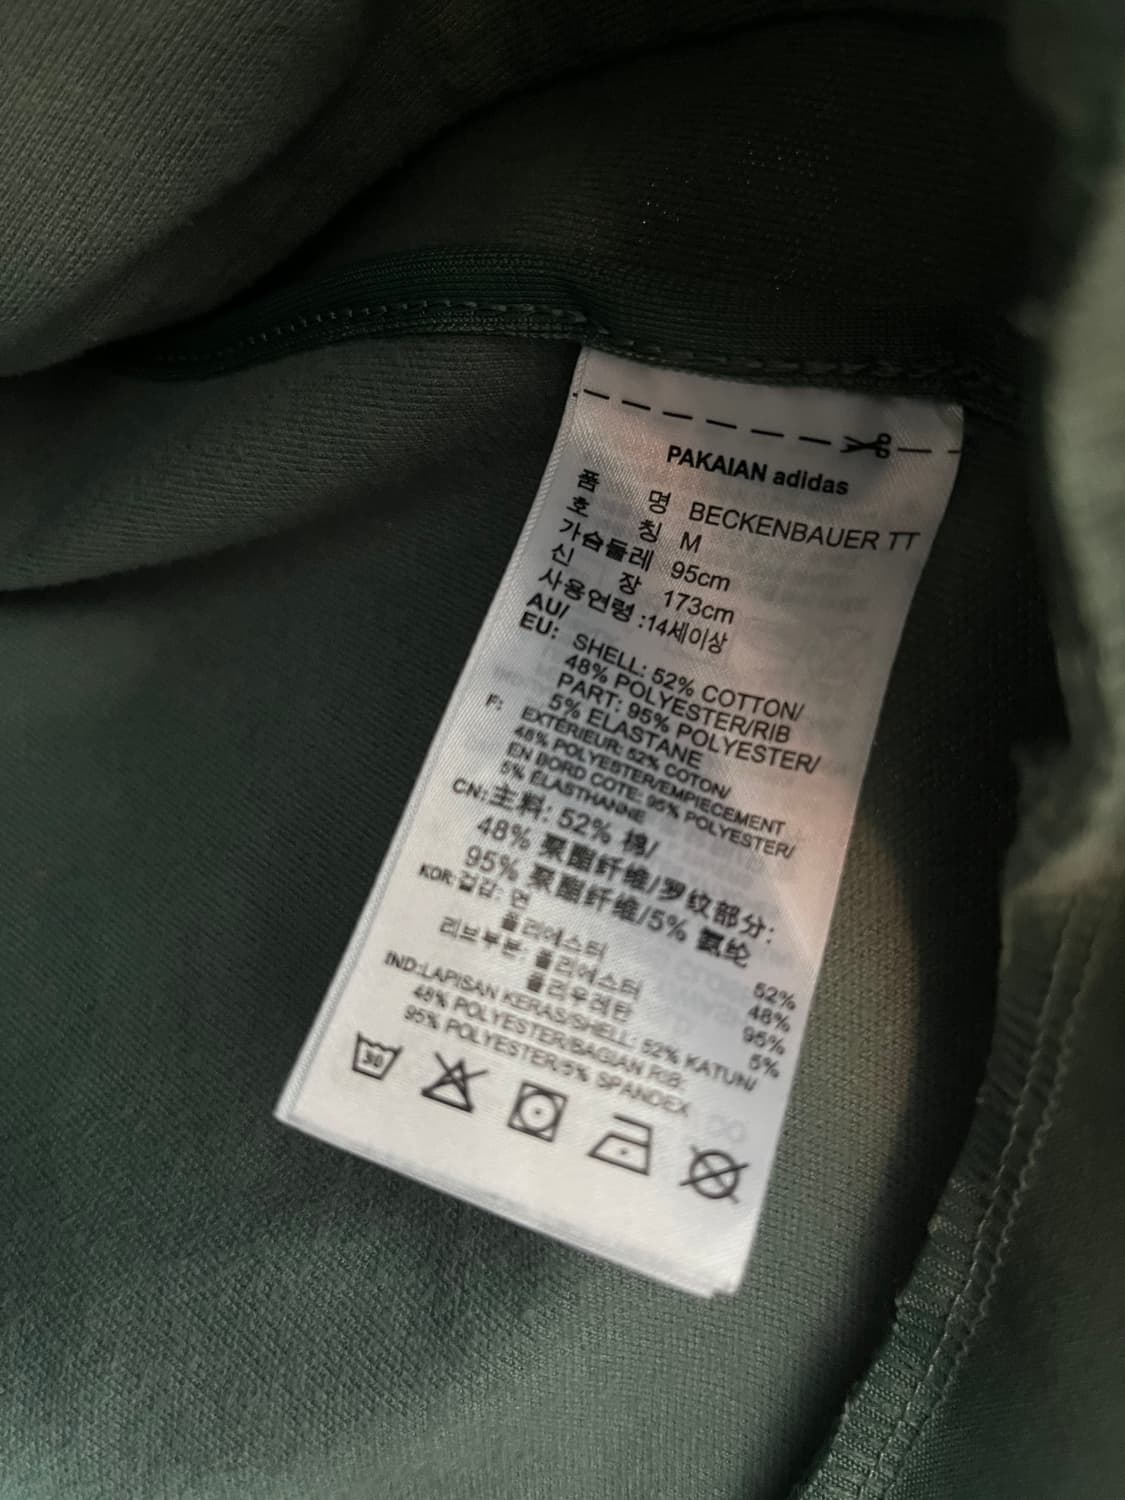 PAKAIAN adidas
품 명 BECKENBAUER TT
호 칭 M
가슴둘레 95cm
신 장 173cm
사용연령 :14세이상
AU/
EU: SHELL: 52% COTTON/
48% POLYESTER/RIB
PART: 95% POLYESTER/
5% ELASTANE
F: EXTÉRIEUR: 52% COTON/
48% POLYESTER/EMPIECEMENT
EN BORD COTE: 95% POLYESTER/
5% ÉLASTHANNE
CN:主料: 52% 棉/
48% 聚酯纤维/罗纹部分:
95% 聚酯纤维/5% 氨纶
KOR:겉감: 면 52%
폴리에스터 48%
리브부분: 폴리에스터 95%
폴리우레탄 5%
IND:LAPISAN KERAS/SHELL: 52% KATUN/
48% POLYESTER/BAGIAN RIB:
95% POLYESTER/5% SPANDEX
30